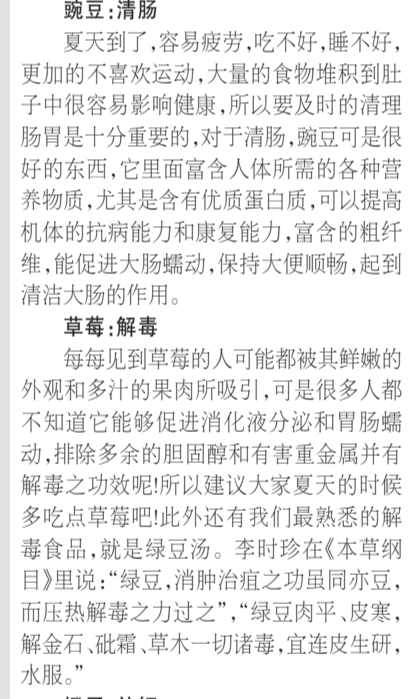 豌豆:清肠
夏天到了,容易疲劳,吃不好,睡不好,
更加的不喜欢运动,大量的食物堆积到肚
子中很容易影响健康,所以要及时的清理
肠胃是十分重要的,对于清肠,豌豆可是很
好的东西,它里面富含人体所需的各种营
养物质,尤其是含有优质蛋白质,可以提高
机体的抗病能力和康复能力,富含的粗纤
维,能促进大肠蠕动,保持大便顺畅,起到
清洁大肠的作用。
草莓:解毒
每每见到草莓的人可能都被其鲜嫩的
外观和多汁的果肉所吸引,可是很多人都
不知道它能够促进消化液分泌和胃肠蠕
动,排除多余的胆固醇和有害重金属并有
解毒之功效呢!所以建议大家夏天的时候
多吃点草莓吧!此外还有我们最熟悉的解
毒食品,就是绿豆汤。李时珍在《本草纲
目》里说:“绿豆,消肿治疽之功虽同亦豆,
而压热解毒之力过之”,“绿豆肉平、皮寒,
解金石、砒霜、草木一切诸毒,宜连皮生研,
水服。”